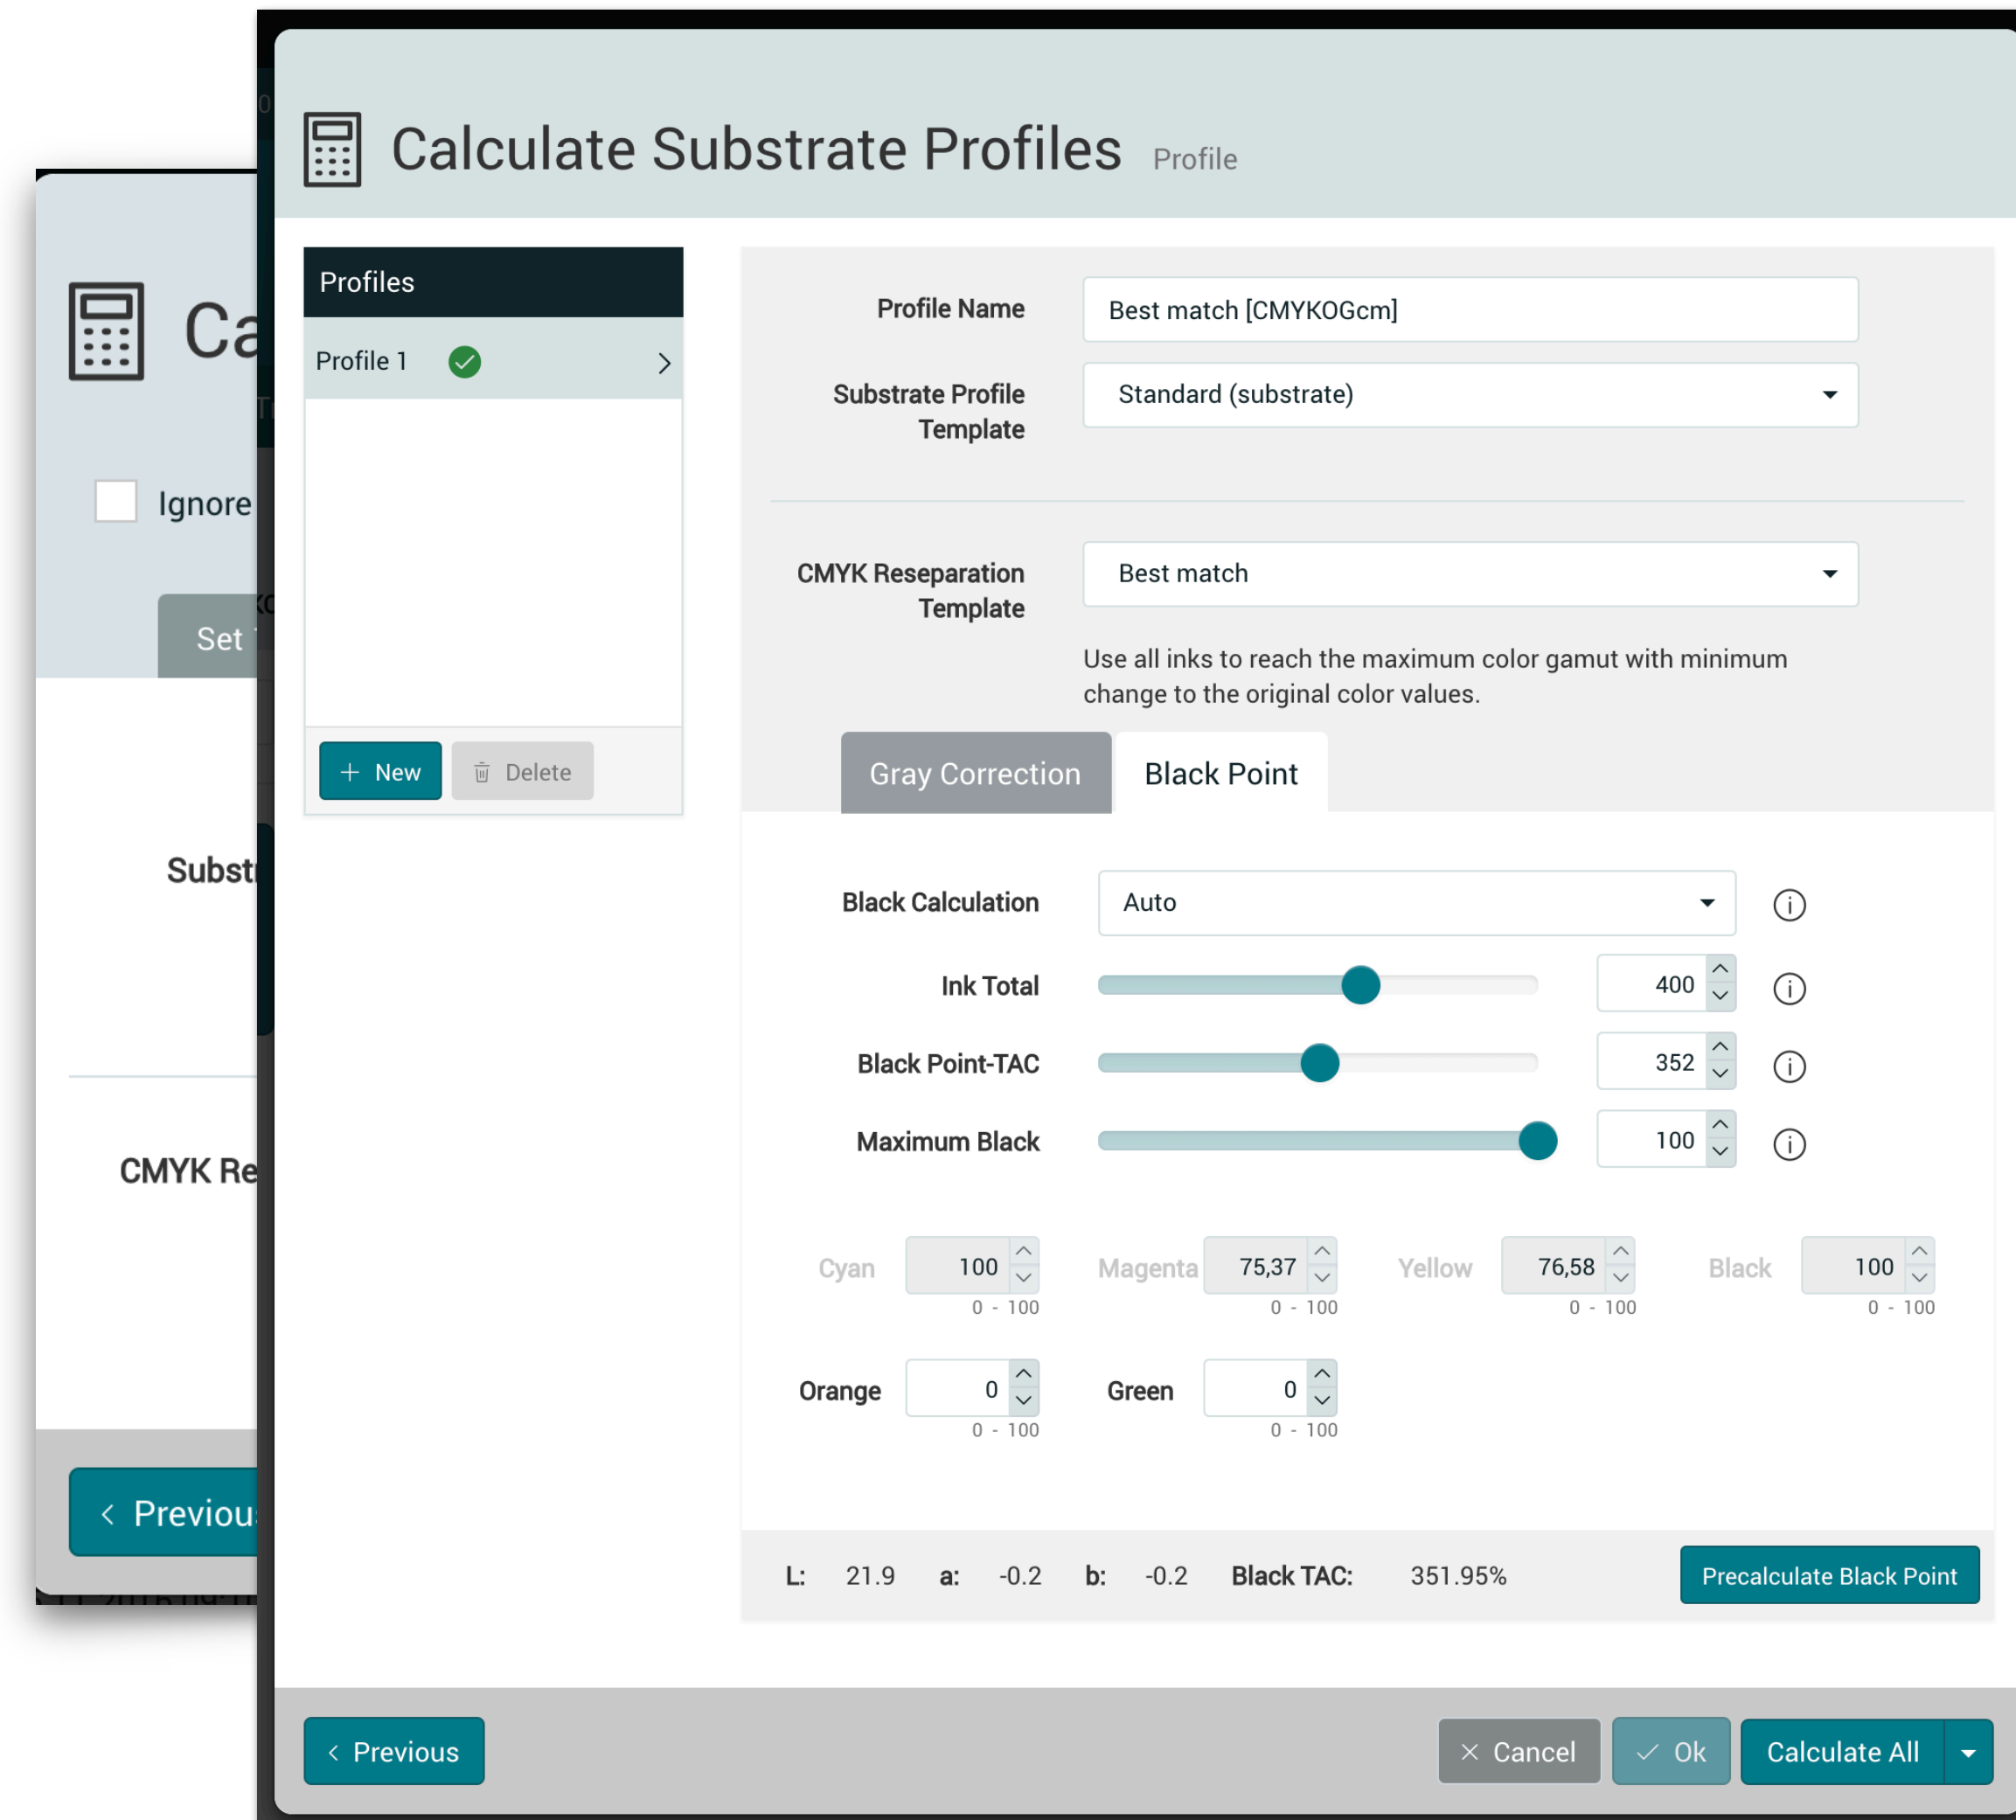 Calculate Substrate Profiles Profile
Profiles
Profile 1
+ New
Delete
Profile Name
Best match [CMYKOGcm]
Substrate Profile
Template
Standard (substrate)
CMYK Reseparation
Template
Best match
Use all inks to reach the maximum color gamut with minimum
change to the original color values.
Gray Correction
Black Point
Black Calculation
Auto
Ink Total
400
Black Point-TAC
352
Maximum Black
100
Cyan 100
0 - 100
Magenta 75,37
0 - 100
Yellow 76,58
0 - 100
Black 100
0 - 100
Orange 0
0 - 100
Green 0
0 - 100
L: 21.9 a: -0.2 b: -0.2 Black TAC: 351.95%
Precalculate Black Point
< Previous
Cancel
Ok
Calculate All
Ca
Ignore
Set
Substr
CMYK Re
< Previou